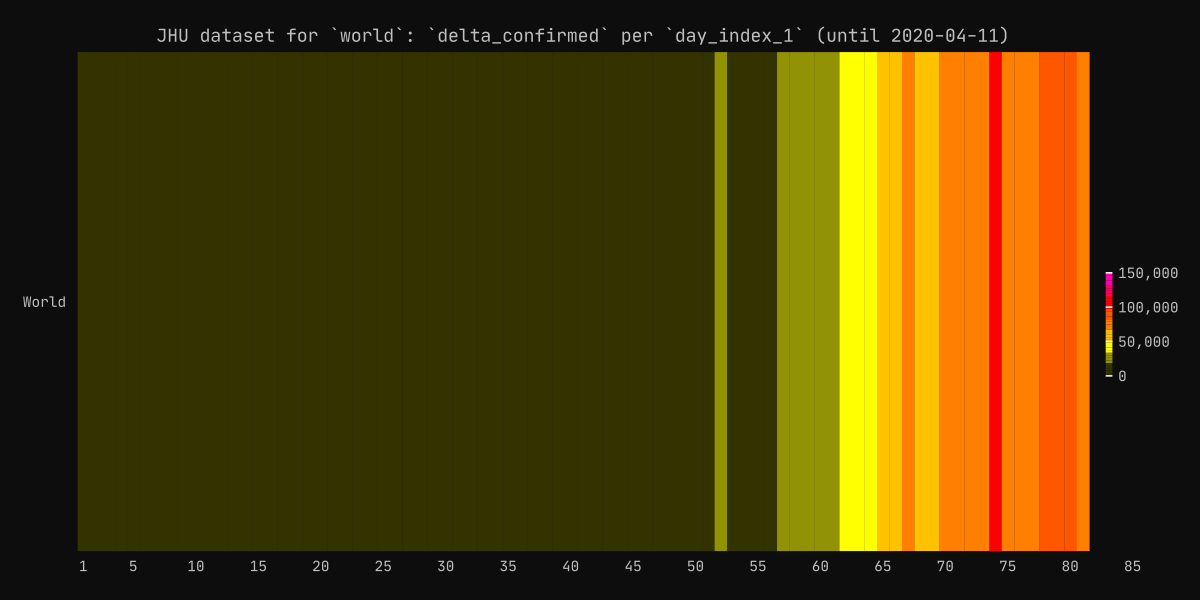 JHU dataset for `world`: `delta_confirmed` per `day_index_1` (until 2020-04-11)
World
150,000
100,000
50,000
0
1 5 10 15 20 25 30 35 40 45 50 55 60 65 70 75 80 85